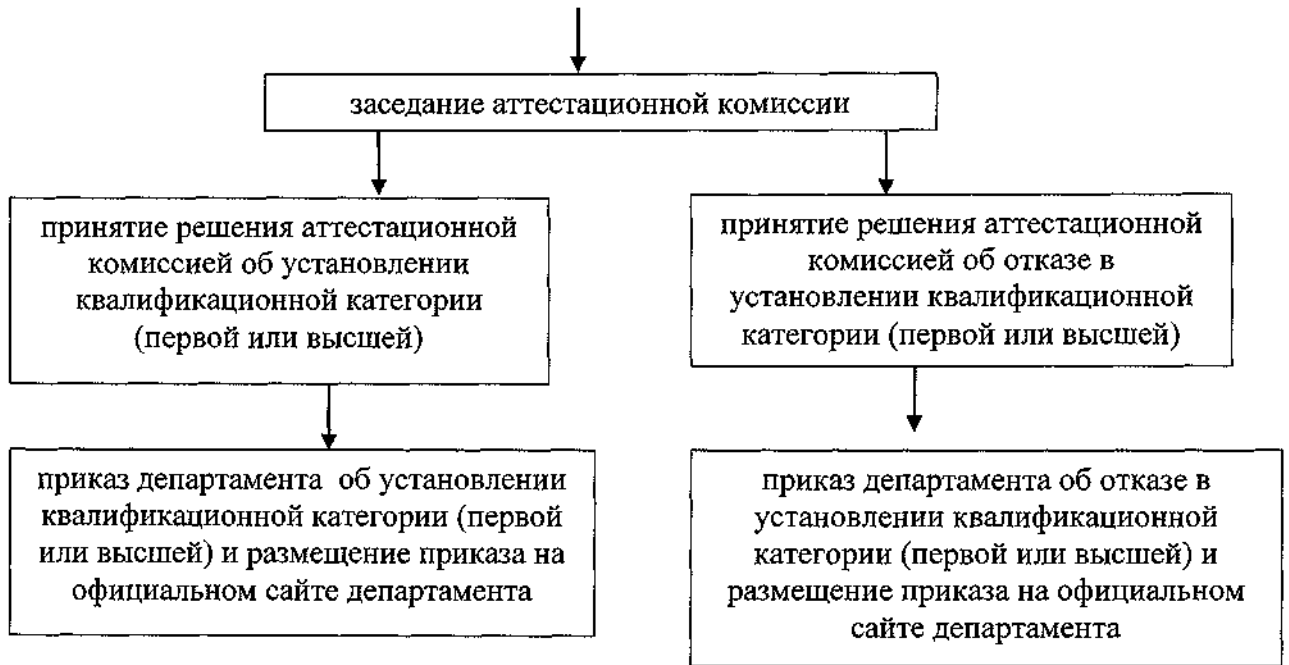 заседание аттестационной комиссии
принятие решения аттестационной
комиссией об установлении
квалификационной категории
(первой или высшей)
принятие решения аттестационной
комиссией об отказе в
установлении квалификационной
категории (первой или высшей)
приказ департамента об установлении
квалификационной категории (первой
или высшей) и размещение приказа на
официальном сайте департамента
приказ департамента об отказе в
установлении квалификационной
категории (первой или высшей) и
размещение приказа на официальном
сайте департамента